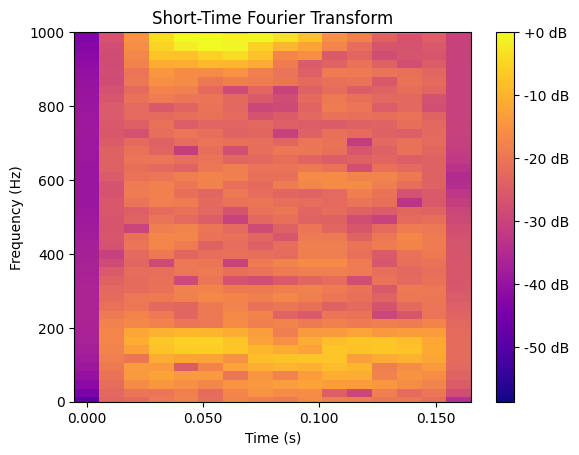 Short-Time Fourier Transform
1000
800
600
400
200
0
Frequency (Hz)
0.000
0.050
0.100
0.150
Time (s)
+0 dB
-10 dB
-20 dB
-30 dB
-40 dB
-50 dB